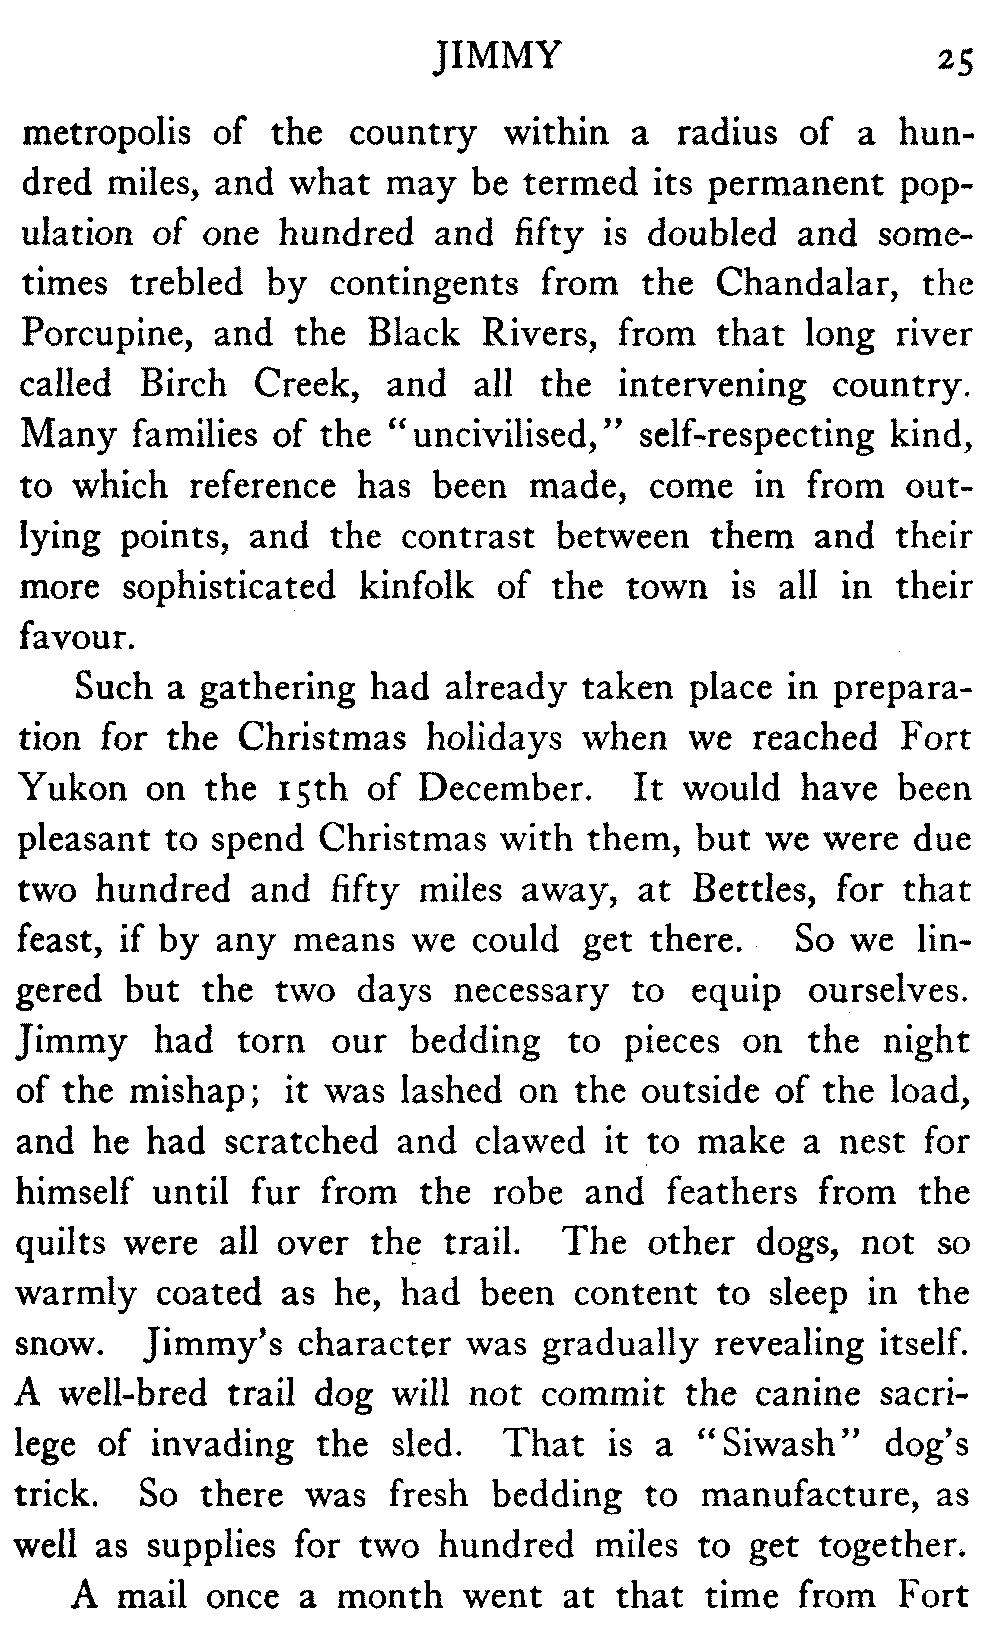 JIMMY 25
metropolis of the country within a radius of a hun-
dred miles, and what may be termed its permanent pop-
ulation of one hundred and fifty is doubled and some-
times trebled by contingents from the Chandalar, the
Porcupine, and the Black Rivers, from that long river
called Birch Creek, and all the intervening country.
Many families of the "uncivilised," self-respecting kind,
to which reference has been made, come in from out-
lying points, and the contrast between them and their
more sophisticated kinfolk of the town is all in their
favour.
Such a gathering had already taken place in prepara-
tion for the Christmas holidays when we reached Fort
Yukon on the 15th of December. It would have been
pleasant to spend Christmas with them, but we were due
two hundred and fifty miles away, at Bettles, for that
feast, if by any means we could get there. So we lin-
gered but the two days necessary to equip ourselves.
Jimmy had torn our bedding to pieces on the night
of the mishap; it was lashed on the outside of the load,
and he had scratched and clawed it to make a nest for
himself until fur from the robe and feathers from the
quilts were all over the trail. The other dogs, not so
warmly coated as he, had been content to sleep in the
snow. Jimmy's character was gradually revealing itself.
A well-bred trail dog will not commit the canine sacri-
lege of invading the sled. That is a "Siwash" dog's
trick. So there was fresh bedding to manufacture, as
well as supplies for two hundred miles to get together.
A mail once a month went at that time from Fort